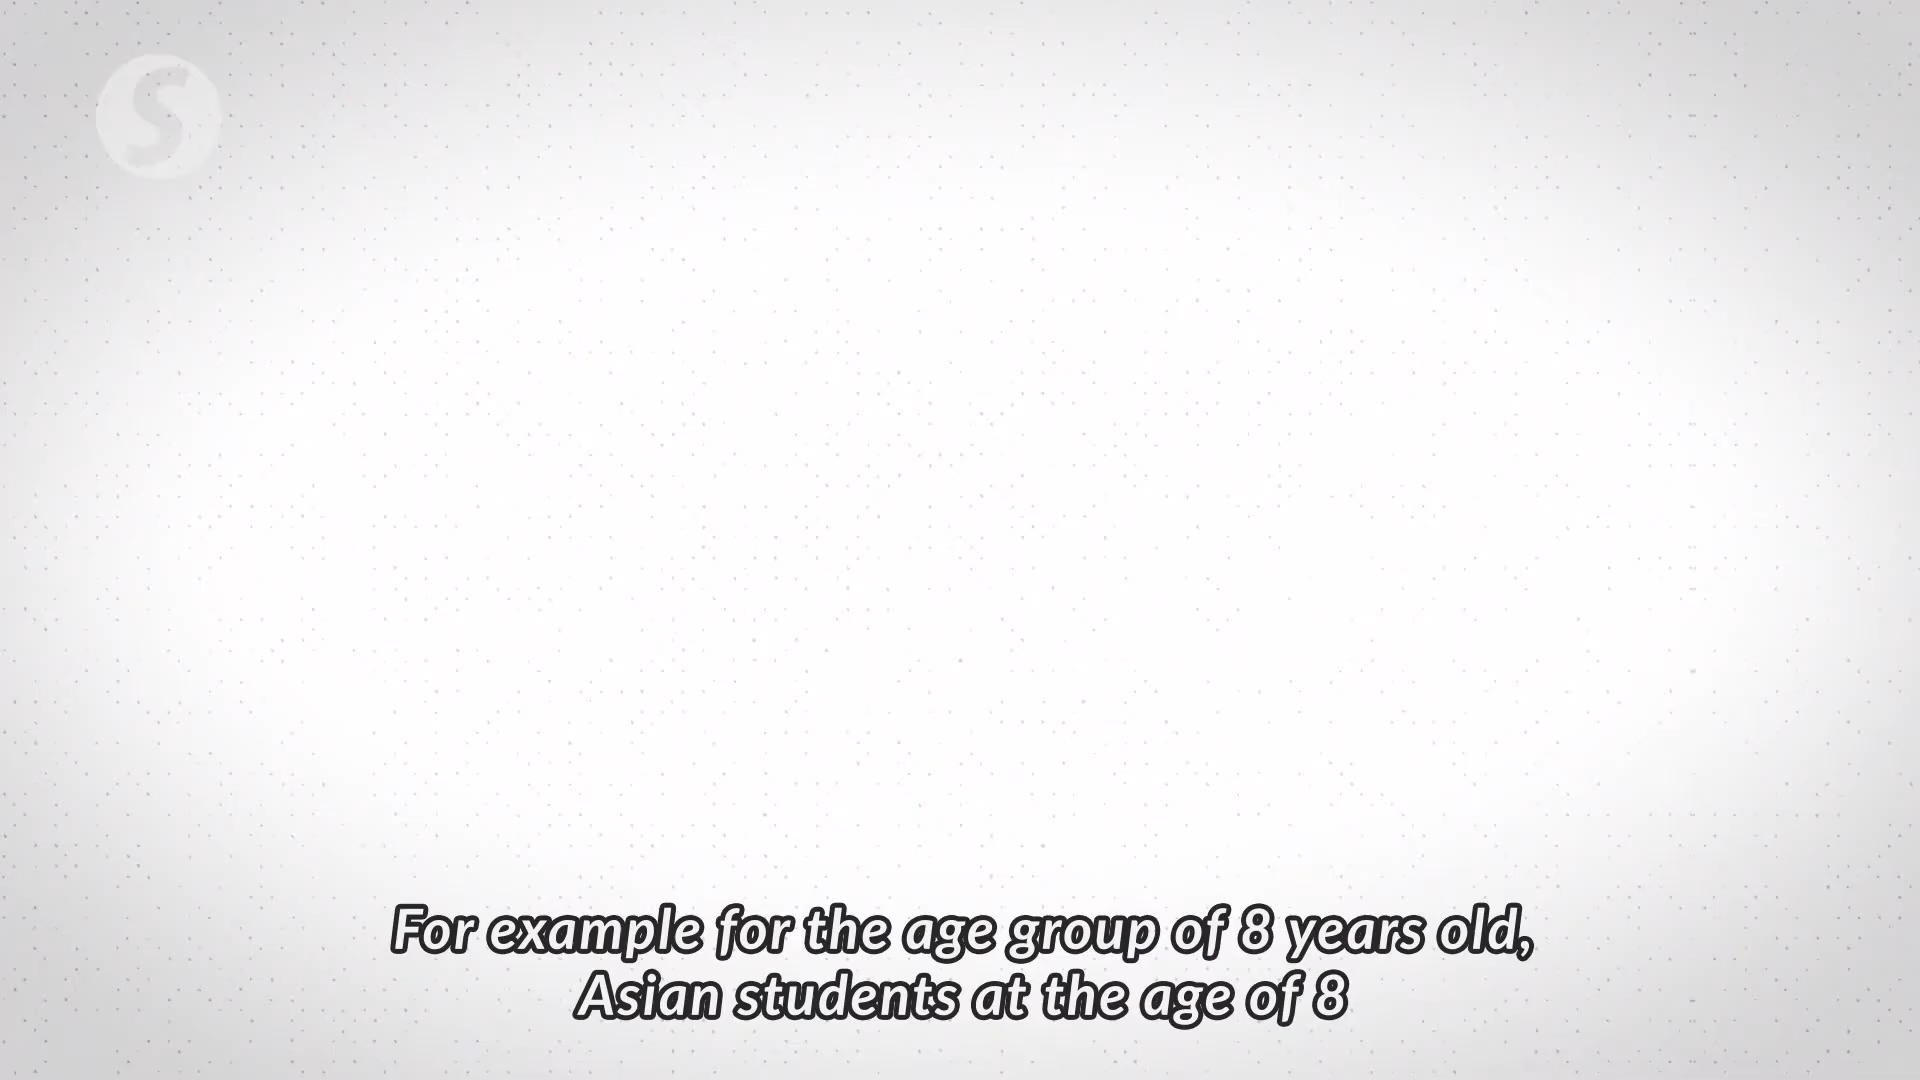 S
For example for the age group of 8 years old,
Asian students at the age of 8